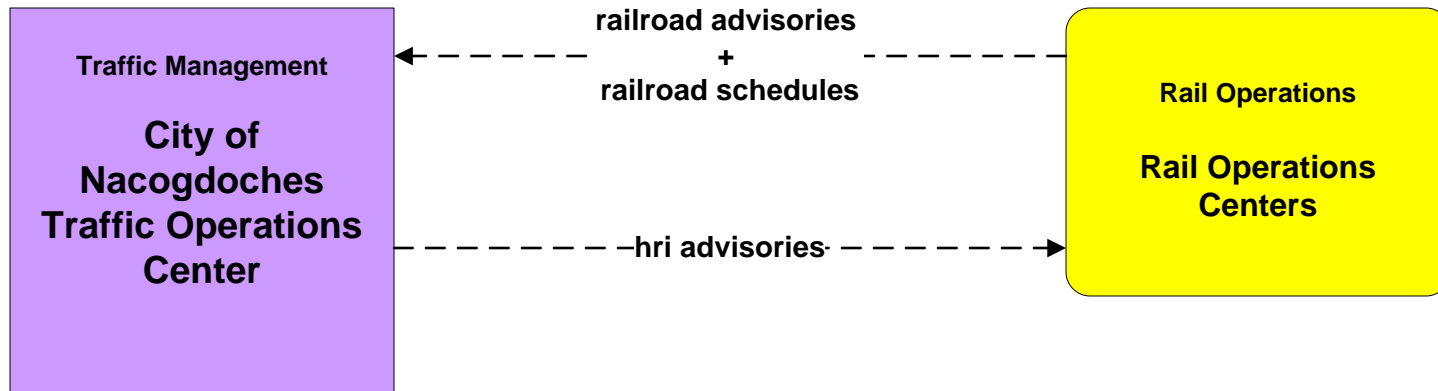 Traffic Management
City of
Nacogdoches
Traffic Operations
Center
railroad advisories
+
railroad schedules
hri advisories
Rail Operations
Rail Operations
Centers